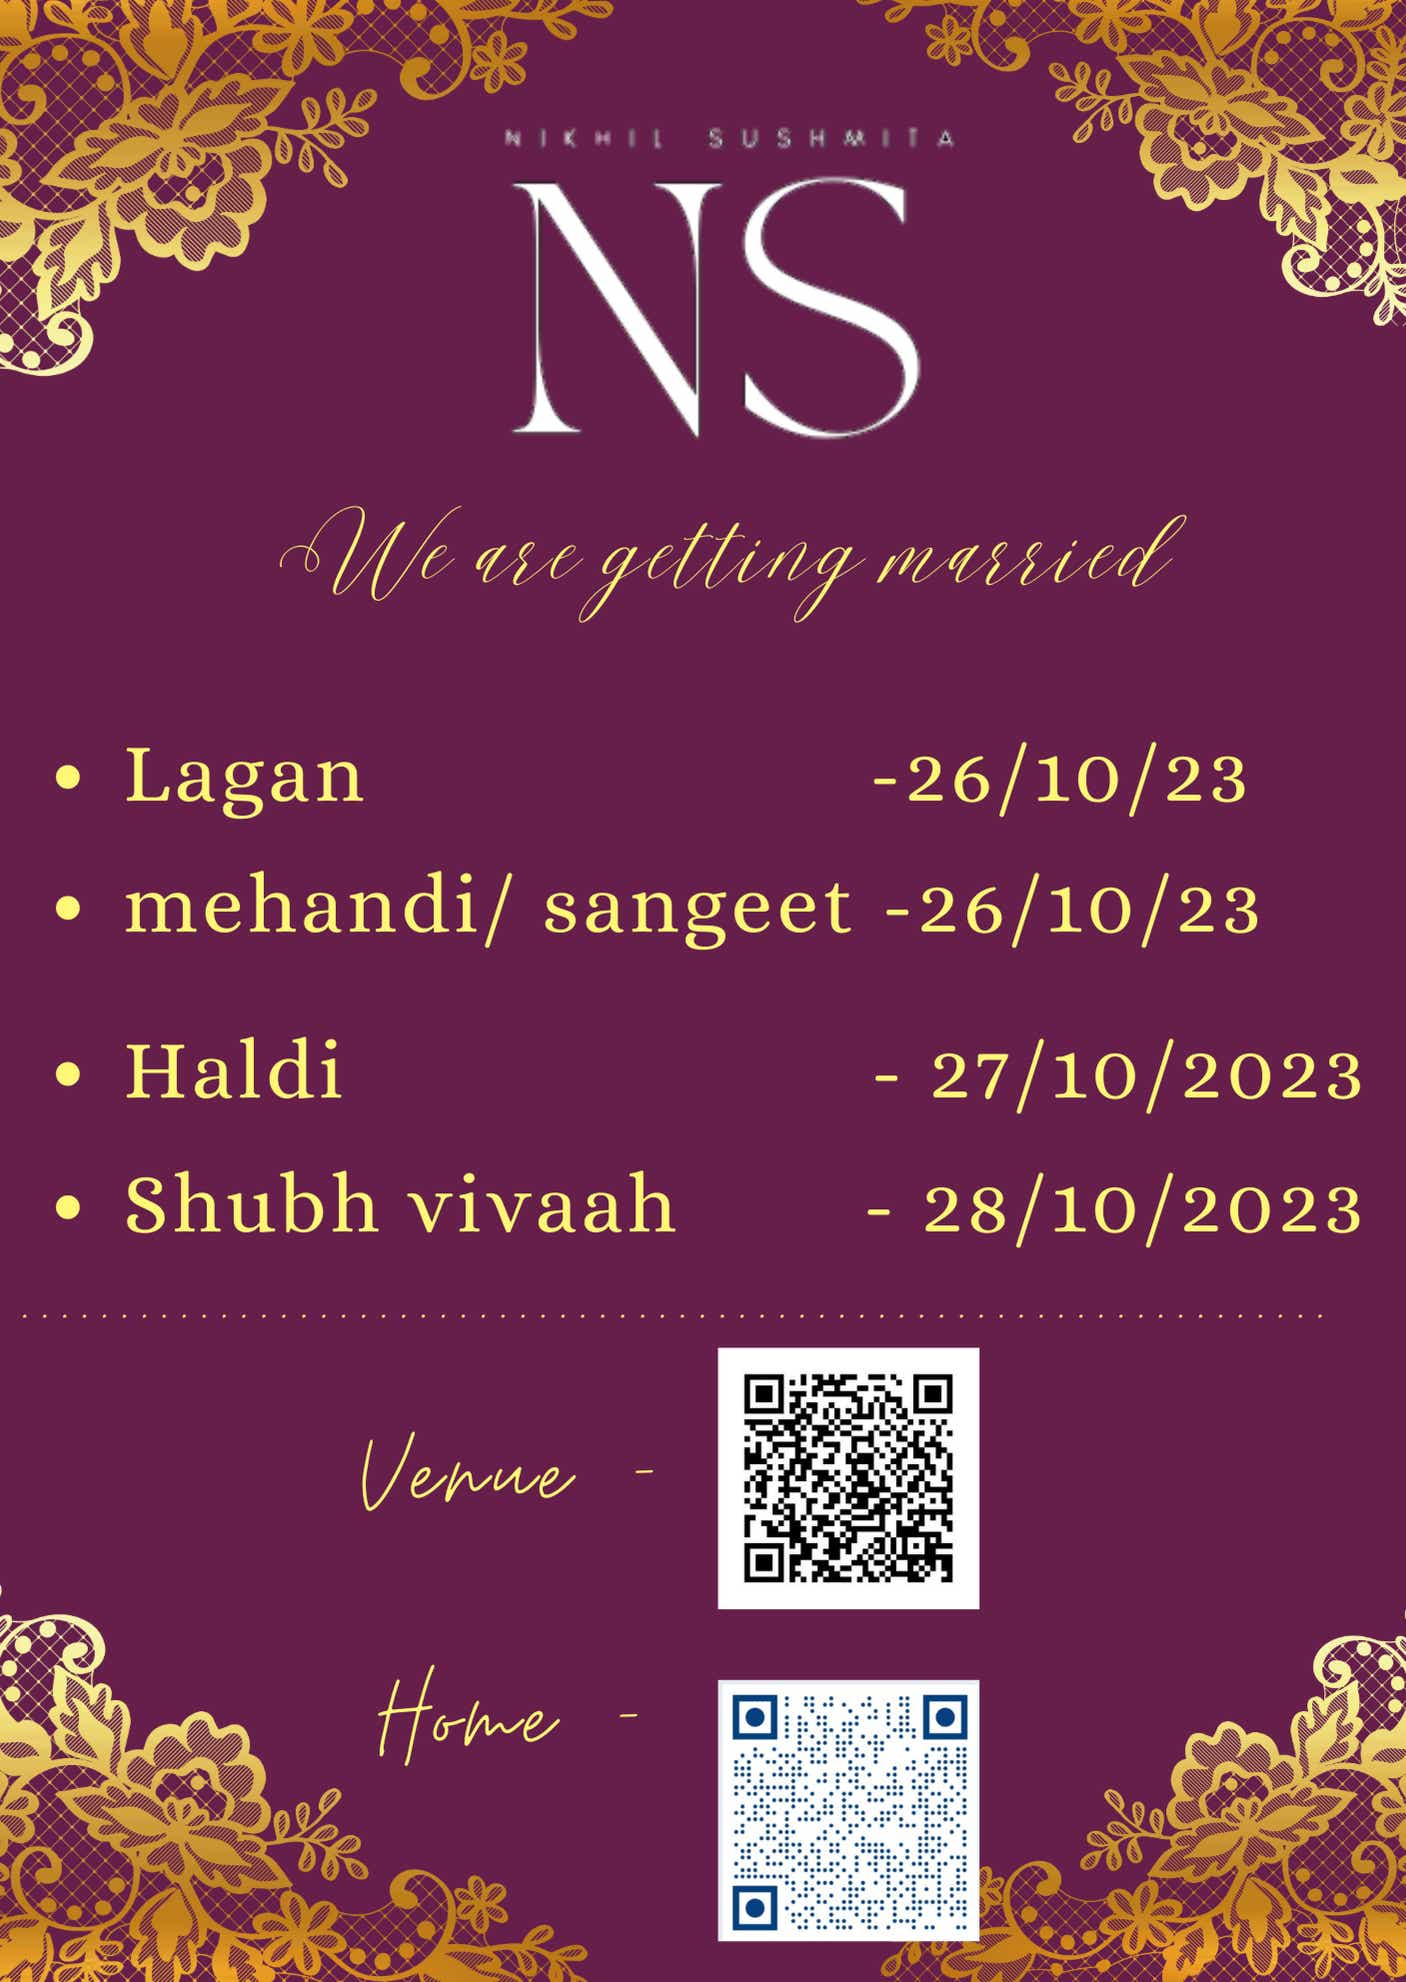 NIKHIL SUSHMITA
NS
We are getting married
• Lagan -26/10/23
• mehandi/ sangeet -26/10/23
• Haldi - 27/10/2023
• Shubh vivaah - 28/10/2023
Venue -
Home -